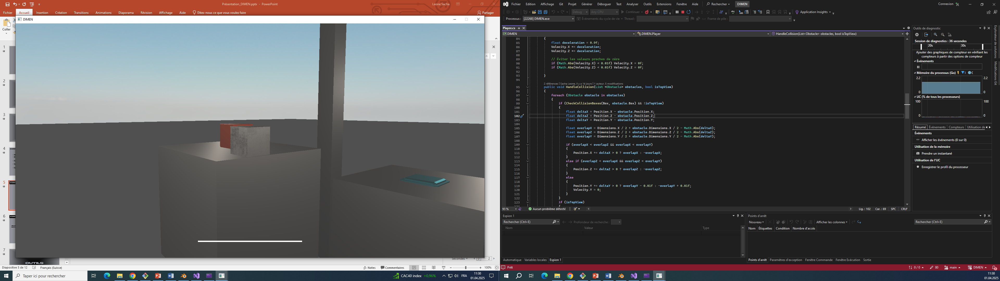 Présentation_DIMEN.pptx - PowerPoint
Leone Sacha
Fichier Accueil Insertion Création Transitions Animations Diaporama Révision Affichage Aide Dites-nous ce que vous voulez faire Partager
Coller
DIMEN
1
2
3
4
5
6
7
OUTILS
Secondes
0
2
Diapositive 5 de 12 Français (Suisse) Notes Commentaires 100%
Taper ici pour rechercher
CAC40 index +0,96%
FRA
11:30
01.04.2025
Fichier Edition Affichage Git Projet Générer Déboguer Test Analyser Outils Extensions Fenêtre Aide Rechercher DIMEN
Connexion
Debug Any CPU Continuer Application Insights
Processus : [22268] DIMEN.exe Événements du cycle de vie Thread : Frame de pile :
Player.cs
DIMEN DIMEN.Player HandleCollision(List<Obstacle> obstacles, bool isTopView)
84 {
85 float deceleration = 0.9f;
86 Velocity.X *= deceleration;
87 Velocity.Z *= deceleration;
88
89 // Éviter les valeurs proches de zéro
90 if (Math.Abs(Velocity.X) < 0.01f) Velocity.X = 0f;
91 if (Math.Abs(Velocity.Z) < 0.01f) Velocity.Z = 0f;
92
93 }
94
2 références | Sacha Leone, il y a 14 jours | 1 auteur, 5 modifications
95 public void HandleCollision(List <Obstacle> obstacles, bool isTopView)
96 {
97 foreach (Obstacle obstacle in obstacles)
98 {
99 if (CheckCollisionBoxes(Box, obstacle.Box) && !isTopView)
100 {
101 float deltaX = Position.X - obstacle.Position.X;
102 float deltaZ = Position.Z - obstacle.Position.Z;
103 float deltaY = Position.Y - obstacle.Position.Y;
104
105 float overlapX = Dimensions.X / 2 + obstacle.Dimensions.X / 2 - Math.Abs(deltaX);
106 float overlapZ = Dimensions.Z / 2 + obstacle.Dimensions.Z / 2 - Math.Abs(deltaZ);
107 float overlapY = Dimensions.Y / 2 + obstacle.Dimensions.Y / 2 - Math.Abs(deltaY);
108
109 if (overlapX < overlapZ && overlapX < overlapY)
110 {
111 Position.X += deltaX > 0 ? overlapX : -overlapX;
112 }
113 else if (overlapZ < overlapX && overlapZ < overlapY)
114 {
115 Position.Z += deltaZ > 0 ? overlapZ : -overlapZ;
116 }
117 else
118 {
119 Position.Y += deltaY > 0 ? overlapY - 0.01f : -overlapY + 0.01f;
120 Velocity.Y = 0;
121 }
122 }
123 if (isTopView)
93 % Aucun problème détecté Lig. : 102 Car. : 69 SPC CRLF
Outils de diagnostic
Session de diagnostics : 36 secondes
20s 30s
Ajouter des graphiques de compteur en vérifiant les
compteurs à partir des options de compteur
Événements
Mémoire du processus (Go)
2.2 2.2
0 0
UC (% de tous les processeurs)
100 100
0 0
Résumé Événements Compteurs Utilisation de
Événements
Afficher les événements (0 sur 0)
Utilisation de la mémoire
Prendre un instantané
Utilisation de l'UC
Enregistrer le profil du processeur
Explorateur de solutions
Modifications Git
Espion 1
Rechercher (Ctrl+E) Profondeur de recherche :
Nom Valeur Type
Automatique Variables locales Espion 1
Points d'arrêt
Nouveau Afficher les colonnes Rechercher (Ctrl+E)
Nom Étiquettes Condition Nombre d'accès
Points d'arrêt Paramètres d'exception Fenêtre Commande Fenêtre Exécution Sortie
Prêt 0 / 0 80 main DIMEN
11:30
01.04.2025